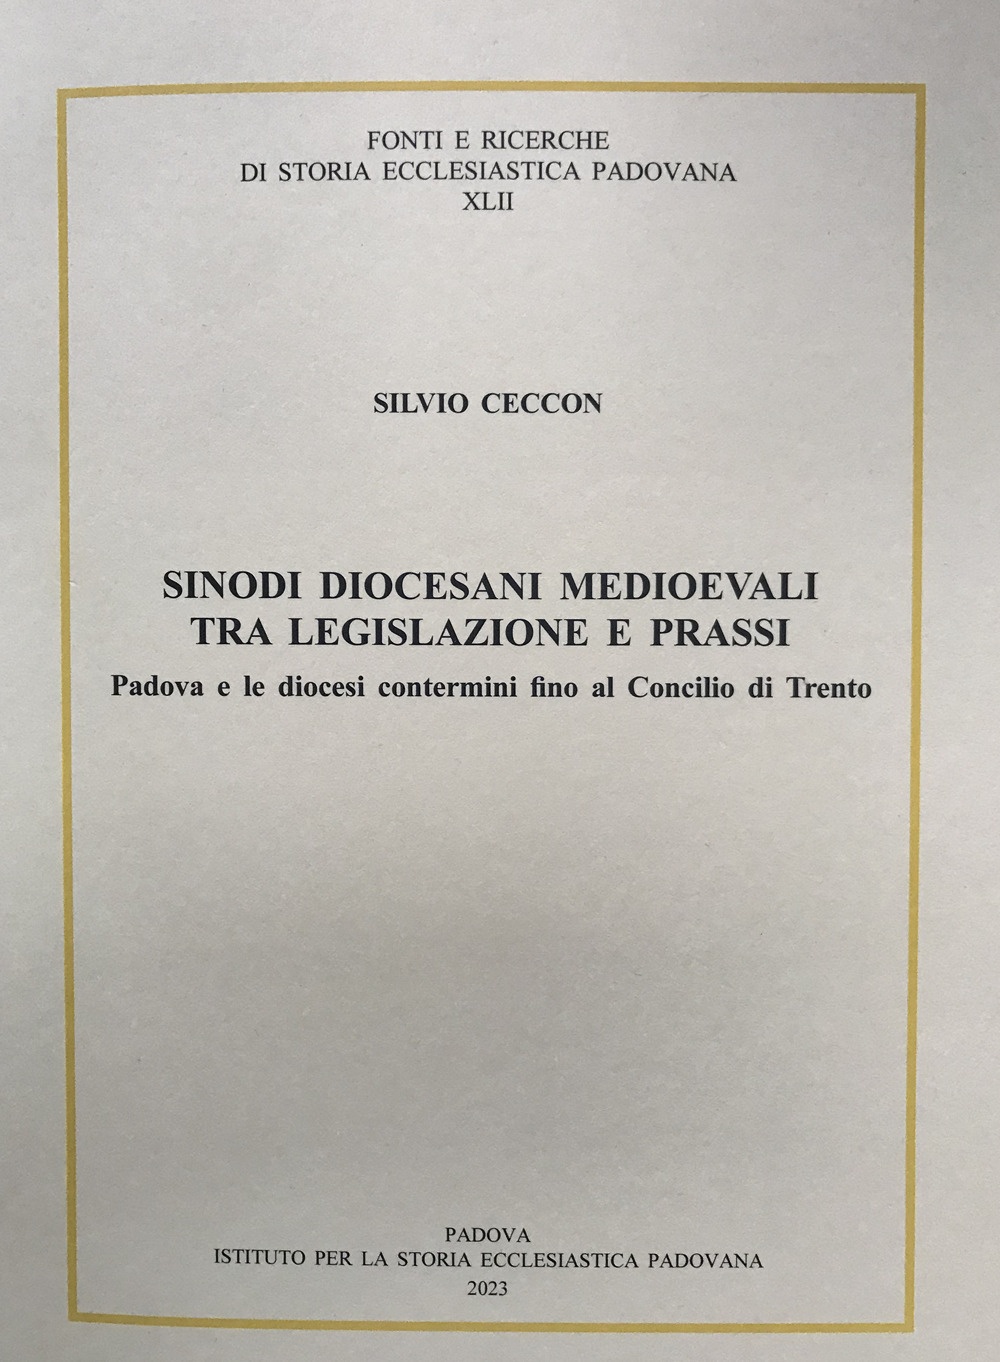 FONTI E RICERCHE
DI STORIA ECCLESIASTICA PADOVANA
XLII
SILVIO CECCON
SINODI DIOCESANI MEDIOEVALI
TRA LEGISLAZIONE E PRASSI
Padova e le diocesi contermini fino al Concilio di Trento
PADOVA
ISTITUTO PER LA STORIA ECCLESIASTICA PADOVANA
2023